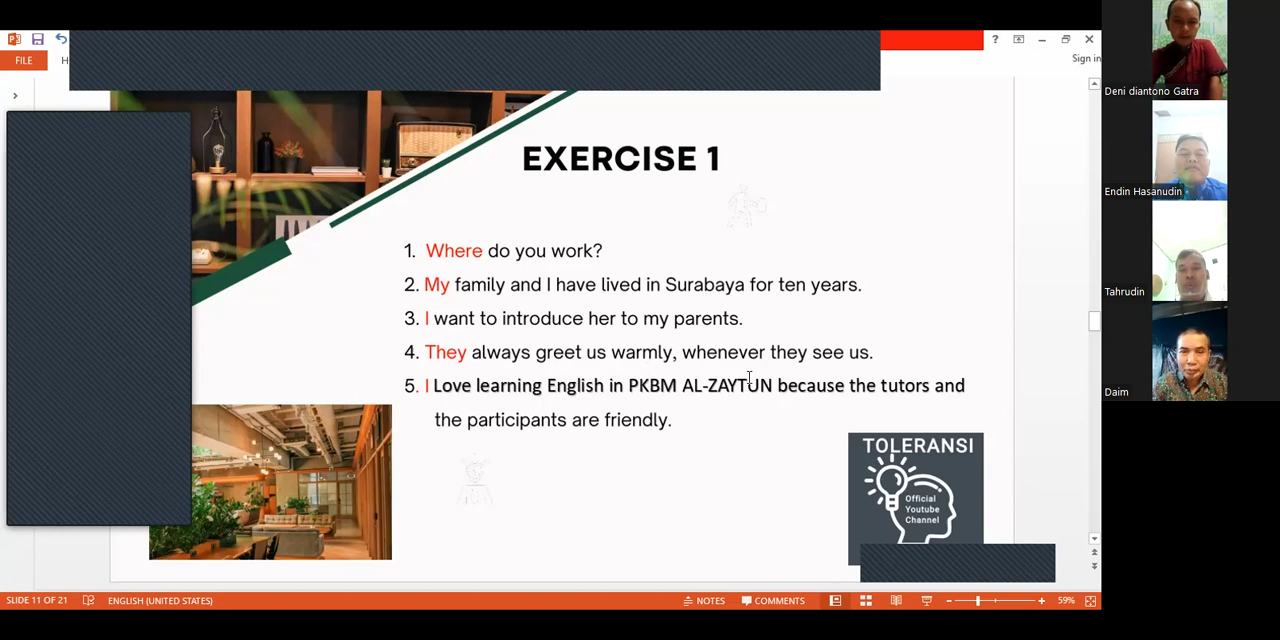 FILE
H
?
Sign in
EXERCISE 1
1. Where do you work?
2. My family and I have lived in Surabaya for ten years.
3. I want to introduce her to my parents.
4. They always greet us warmly, whenever they see us.
5. I Love learning English in PKBM AL-ZAYTUN because the tutors and
the participants are friendly.
TOLERANSI
Official
Youtube
Channel
SLIDE 11 OF 21
ENGLISH (UNITED STATES)
NOTES
COMMENTS
59%
Deni diantono Gatra
Endin Hasanudin
Tahrudin
Daim